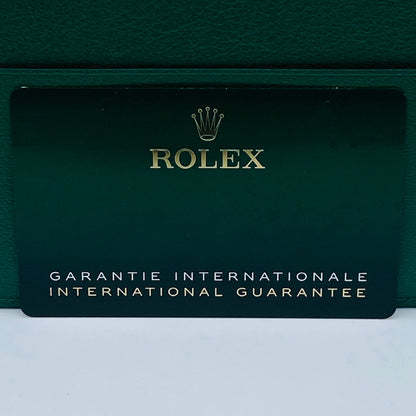 ROLEX
GARANTIE INTERNATIONALE
INTERNATIONAL GUARANTEE